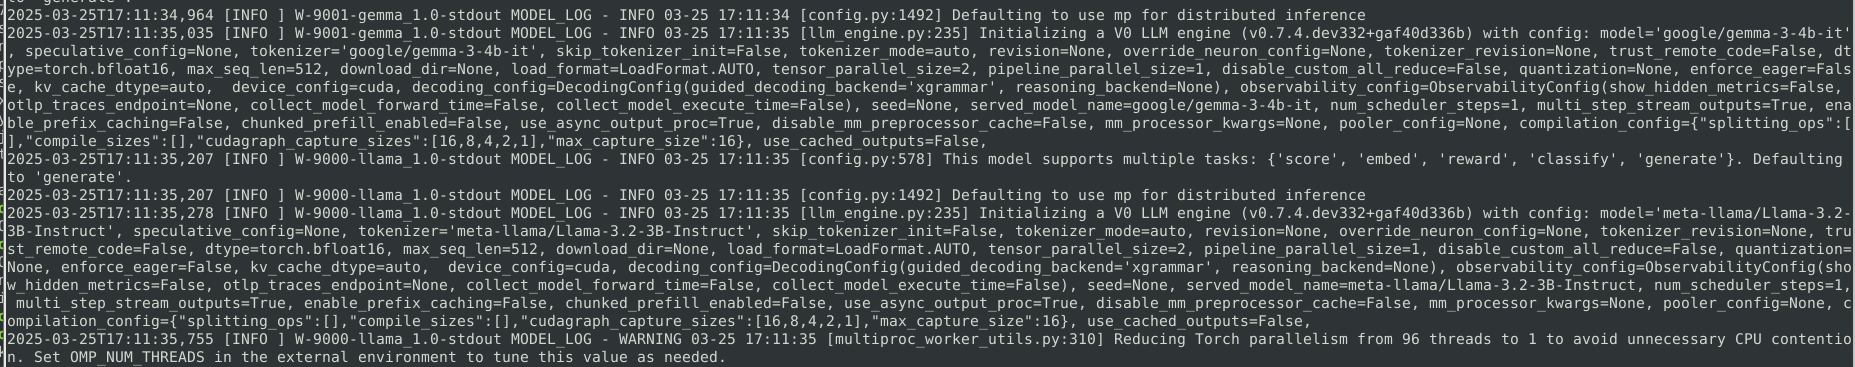 to 'generate'.
2025-03-25T17:11:34,964 [INFO ] W-9001-gemma_1.0-stdout MODEL_LOG - INFO 03-25 17:11:34 [config.py:1492] Defaulting to use mp for distributed inference
2025-03-25T17:11:35,035 [INFO ] W-9001-gemma_1.0-stdout MODEL_LOG - INFO 03-25 17:11:35 [llm_engine.py:235] Initializing a V0 LLM engine (v0.7.4.dev332+gaf40d336b) with config: model='google/gemma-3-4b-it'
, speculative_config=None, tokenizer='google/gemma-3-4b-it', skip_tokenizer_init=False, tokenizer_mode=auto, revision=None, override_neuron_config=None, tokenizer_revision=None, trust_remote_code=False, dt
ype=torch.bfloat16, max_seq_len=512, download_dir=None, load_format=LoadFormat.AUTO, tensor_parallel_size=2, pipeline_parallel_size=1, disable_custom_all_reduce=False, quantization=None, enforce_eager=Fals
e, kv_cache_dtype=auto,  device_config=cuda, decoding_config=DecodingConfig(guided_decoding_backend='xgrammar', reasoning_backend=None), observability_config=ObservabilityConfig(show_hidden_metrics=False,
otlp_traces_endpoint=None, collect_model_forward_time=False, collect_model_execute_time=False), seed=None, served_model_name=google/gemma-3-4b-it, num_scheduler_steps=1, multi_step_stream_outputs=True, ena
ble_prefix_caching=False, chunked_prefill_enabled=False, use_async_output_proc=True, disable_mm_preprocessor_cache=False, mm_processor_kwargs=None, pooler_config=None, compilation_config={"splitting_ops":[
],"compile_sizes":[],"cudagraph_capture_sizes":[16,8,4,2,1],"max_capture_size":16}, use_cached_outputs=False,
2025-03-25T17:11:35,207 [INFO ] W-9000-llama_1.0-stdout MODEL_LOG - INFO 03-25 17:11:35 [config.py:578] This model supports multiple tasks: {'score', 'embed', 'reward', 'classify', 'generate'}. Defaulting
to 'generate'.
2025-03-25T17:11:35,207 [INFO ] W-9000-llama_1.0-stdout MODEL_LOG - INFO 03-25 17:11:35 [config.py:1492] Defaulting to use mp for distributed inference
2025-03-25T17:11:35,278 [INFO ] W-9000-llama_1.0-stdout MODEL_LOG - INFO 03-25 17:11:35 [llm_engine.py:235] Initializing a V0 LLM engine (v0.7.4.dev332+gaf40d336b) with config: model='meta-llama/Llama-3.2-
3B-Instruct', speculative_config=None, tokenizer='meta-llama/Llama-3.2-3B-Instruct', skip_tokenizer_init=False, tokenizer_mode=auto, revision=None, override_neuron_config=None, tokenizer_revision=None, tru
st_remote_code=False, dtype=torch.bfloat16, max_seq_len=512, download_dir=None, load_format=LoadFormat.AUTO, tensor_parallel_size=2, pipeline_parallel_size=1, disable_custom_all_reduce=False, quantization=
None, enforce_eager=False, kv_cache_dtype=auto,  device_config=cuda, decoding_config=DecodingConfig(guided_decoding_backend='xgrammar', reasoning_backend=None), observability_config=ObservabilityConfig(sho
w_hidden_metrics=False, otlp_traces_endpoint=None, collect_model_forward_time=False, collect_model_execute_time=False), seed=None, served_model_name=meta-llama/Llama-3.2-3B-Instruct, num_scheduler_steps=1,
multi_step_stream_outputs=True, enable_prefix_caching=False, chunked_prefill_enabled=False, use_async_output_proc=True, disable_mm_preprocessor_cache=False, mm_processor_kwargs=None, pooler_config=None, c
ompilation_config={"splitting_ops":[],"compile_sizes":[],"cudagraph_capture_sizes":[16,8,4,2,1],"max_capture_size":16}, use_cached_outputs=False,
2025-03-25T17:11:35,755 [INFO ] W-9000-llama_1.0-stdout MODEL_LOG - WARNING 03-25 17:11:35 [multiproc_worker_utils.py:310] Reducing Torch parallelism from 96 threads to 1 to avoid unnecessary CPU contentio
n. Set OMP_NUM_THREADS in the external environment to tune this value as needed.